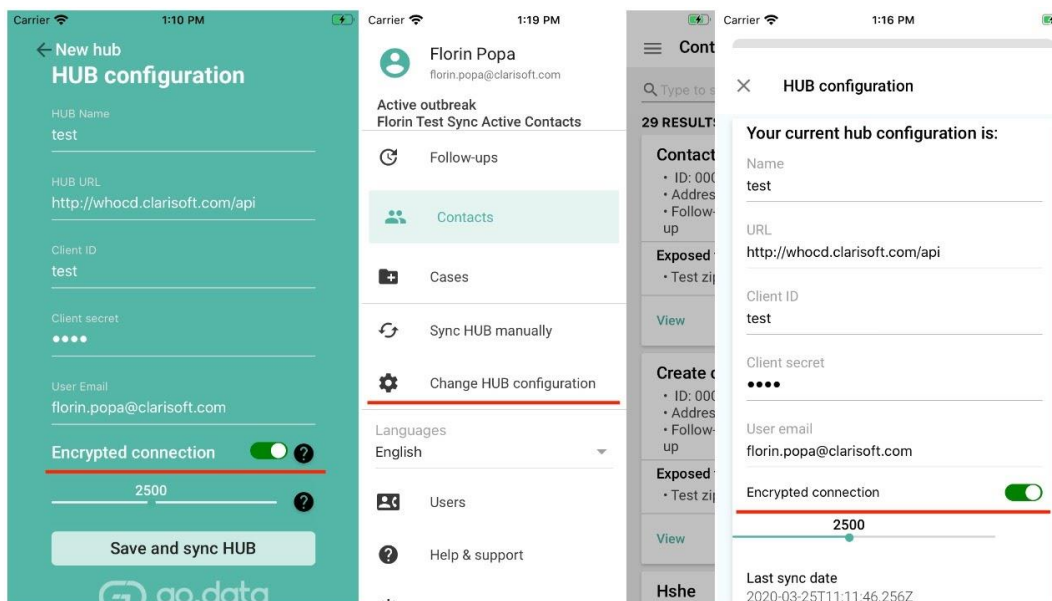 Carrier 1:10 PM
New hub
HUB configuration
HUB Name
test
HUB URL
http://whocd.clarisoft.com/api
Client ID
test
Client secret
••••
User Email
florin.popa@clarisoft.com
Encrypted connection ?
2500
?
Save and sync HUB
go.data
Carrier 1:19 PM
Florin Popa
florin.popa@clarisoft.com
Active outbreak
Florin Test Sync Active Contacts
Follow-ups
Contacts
Cases
Sync HUB manually
Change HUB configuration
Languages
English
Users
Help & support
Cont
Type to s
29 RESULT
Contact
• ID: 000
• Addres
• Follow-
up
Exposed
• Test zi
View
Create
• ID: 000
• Addres
• Follow-
up
Exposed
• Test zi
View
Hshe
Carrier 1:16 PM
HUB configuration
Your current hub configuration is:
Name
test
URL
http://whocd.clarisoft.com/api
Client ID
test
Client secret
••••
User email
florin.popa@clarisoft.com
Encrypted connection
2500
Last sync date
2020-03-25T11:11:46.256Z